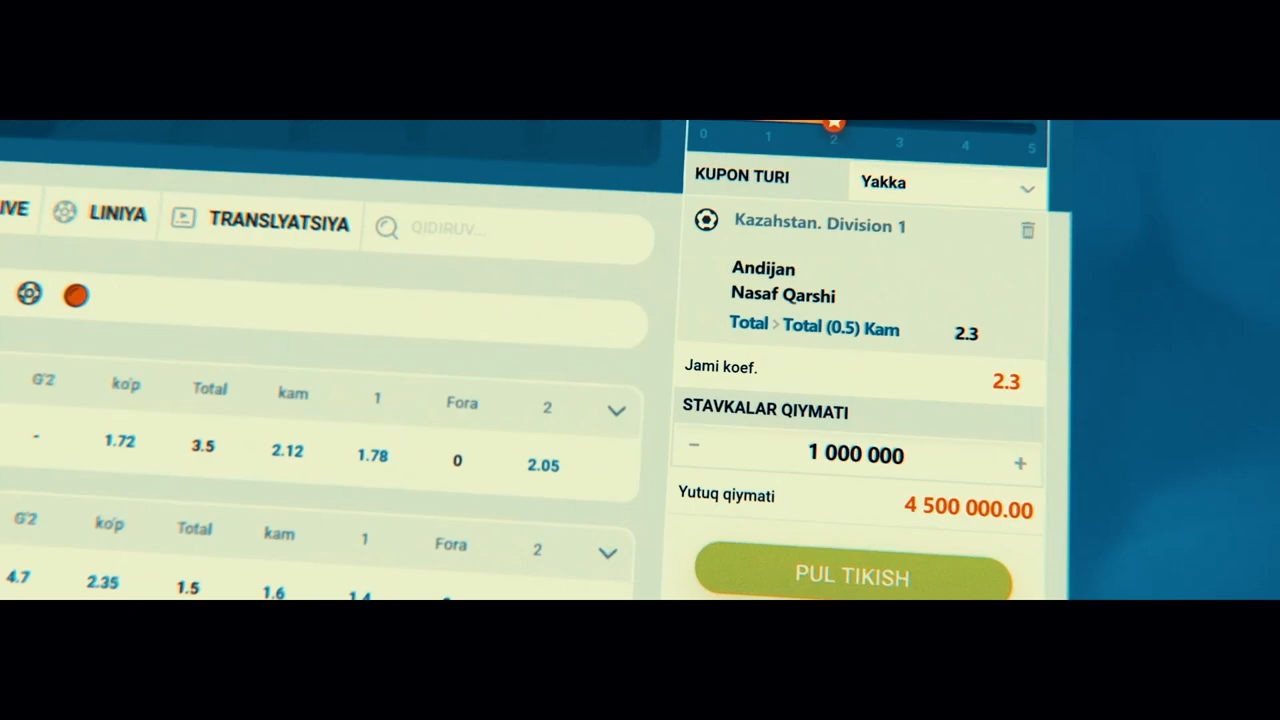 0 1 2 3 4 5
KUPON TURI Yakka
IVE LINIYA TRANSLYATSIYA QIDIRUV...
Kazahstan. Division 1
Andijan
Nasaf Qarshi
Total > Total (0.5) Kam 2.3
Jami koef. 2.3
STAVKALAR QIYMATI
− 1 000 000 +
Yutuq qiymati 4 500 000.00
PUL TIKISH
G'2 ko'p Total kam 1 Fora 2
- 1.72 3.5 2.12 1.78 0 2.05
G'2 ko'p Total kam 1 Fora 2
4.7 2.35 1.5 1.6 1.4